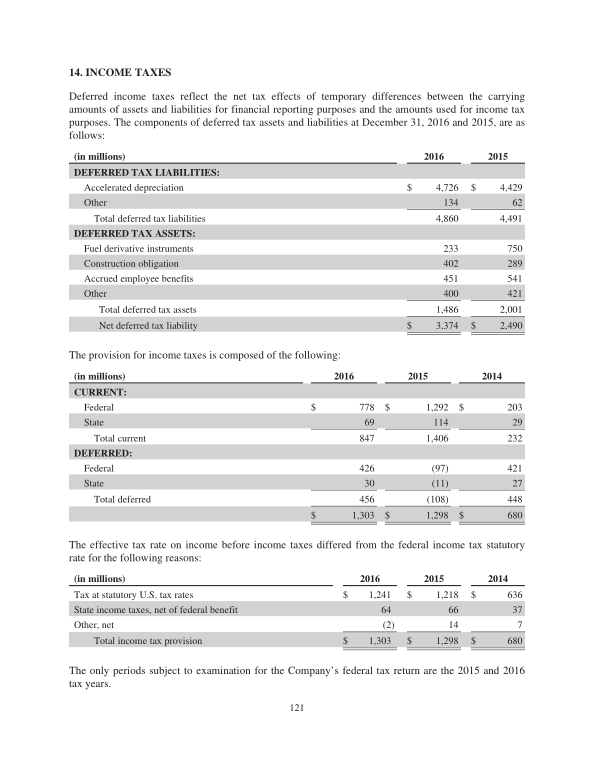 14. INCOME TAXES
Deferred income taxes reflect the net tax effects of temporary differences between the carrying
amounts of assets and liabilities for financial reporting purposes and the amounts used for income tax
purposes. The components of deferred tax assets and liabilities at December 31, 2016 and 2015, are as
follows:
(in millions) 2016 2015
DEFERRED TAX LIABILITIES:
Accelerated depreciation $ 4,726 $ 4,429
Other 134 62
Total deferred tax liabilities 4,860 4,491
DEFERRED TAX ASSETS:
Fuel derivative instruments 233 750
Construction obligation 402 289
Accrued employee benefits 451 541
Other 400 421
Total deferred tax assets 1,486 2,001
Net deferred tax liability $ 3,374 $ 2,490
The provision for income taxes is composed of the following:
(in millions) 2016 2015 2014
CURRENT:
Federal $ 778 $ 1,292 $ 203
State 69 114 29
Total current 847 1,406 232
DEFERRED:
Federal 426 (97) 421
State 30 (11) 27
Total deferred 456 (108) 448
$ 1,303 $ 1,298 $ 680
The effective tax rate on income before income taxes differed from the federal income tax statutory
rate for the following reasons:
(in millions) 2016 2015 2014
Tax at statutory U.S. tax rates $ 1,241 $ 1,218 $ 636
State income taxes, net of federal benefit 64 66 37
Other, net (2) 14 7
Total income tax provision $ 1,303 $ 1,298 $ 680
The only periods subject to examination for the Company's federal tax return are the 2015 and 2016
tax years.
121